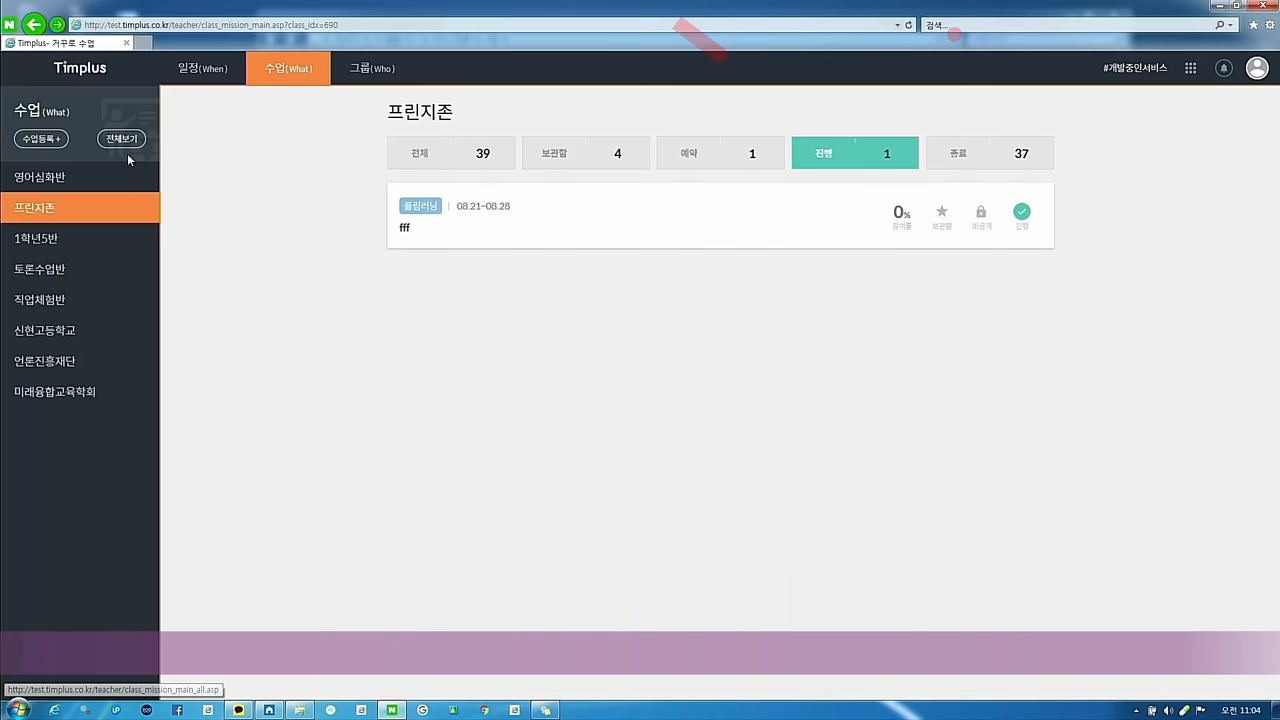 http://test.timplus.co.kr/teacher/class_mission_main.asp?class_idx=690
검색...
Timplus- 거꾸로 수업
Timplus
일정(When)
수업(What)
그룹(Who)
#개발중인서비스
수업(What)
수업등록+
전체보기
영어심화반
프린지존
1학년5반
토론수업반
직업체험반
신현고등학교
언론진흥재단
미래융합교육학회
프린지존
전체 39
보관함 4
예약 1
진행 1
종료 37
플립러닝 | 08.21~08.28
fff
0%
참여율
보관함
비공개
진행
http://test.timplus.co.kr/teacher/class_mission_main_all.asp
오전 11:04